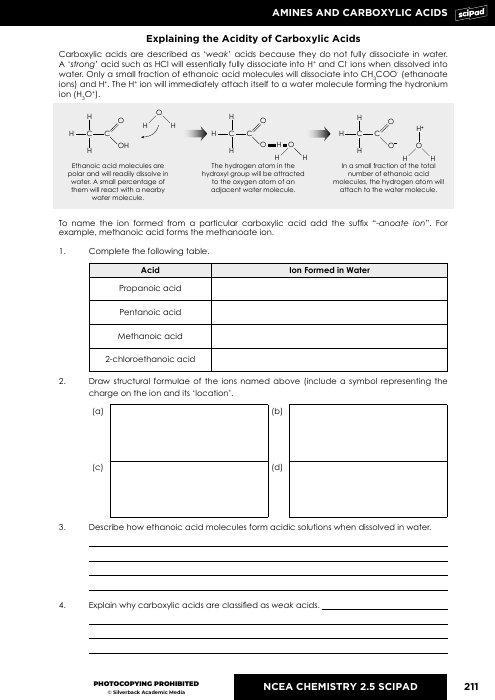 AMINES AND CARBOXYLIC ACIDS scipad
Explaining the Acidity of Carboxylic Acids
Carboxylic acids are described as ‘weak’ acids because they do not fully dissociate in water.
A ‘strong’ acid such as HCl will essentially fully dissociate into H⁺ and Cl⁻ ions when dissolved into
water. Only a small fraction of ethanoic acid molecules will dissociate into CH₃COO⁻ (ethanoate
ions) and H⁺. The H⁺ ion will immediately attach itself to a water molecule forming the hydronium
ion (H₃O⁺).
H O O H
H C C H H H C C H C C
H OH H O H O H O⁻ H⁺ O
H H H H
Ethanoic acid molecules are
polar and will readily dissolve in
water. A small percentage of
them will react with a nearby
water molecule.
The hydrogen atom in the
hydroxyl group will be attracted
to the oxygen atom of an
adjacent water molecule.
In a small fraction of the total
number of ethanoic acid
molecules, the hydrogen atom will
attach to the water molecule.
To name the ion formed from a particular carboxylic acid add the suffix “-anoate ion”. For
example, methanoic acid forms the methanoate ion.
1. Complete the following table.
Acid Ion Formed in Water
Propanoic acid
Pentanoic acid
Methanoic acid
2-chloroethanoic acid
2. Draw structural formulae of the ions named above (include a symbol representing the
charge on the ion and its ‘location’.
(a) (b)
(c) (d)
3. Describe how ethanoic acid molecules form acidic solutions when dissolved in water.
4. Explain why carboxylic acids are classified as weak acids.
PHOTOCOPYING PROHIBITED
© Silverback Academic Media
NCEA CHEMISTRY 2.5 SCIPAD 211